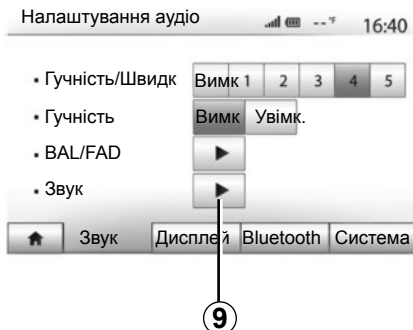 Налаштування аудіо --°F 16:40
Гучність/Швидк Вимк 1 2 3 4 5
Гучність Вимк Увімк.
BAL/FAD
Звук
Звук Дисплей Bluetooth Система
9